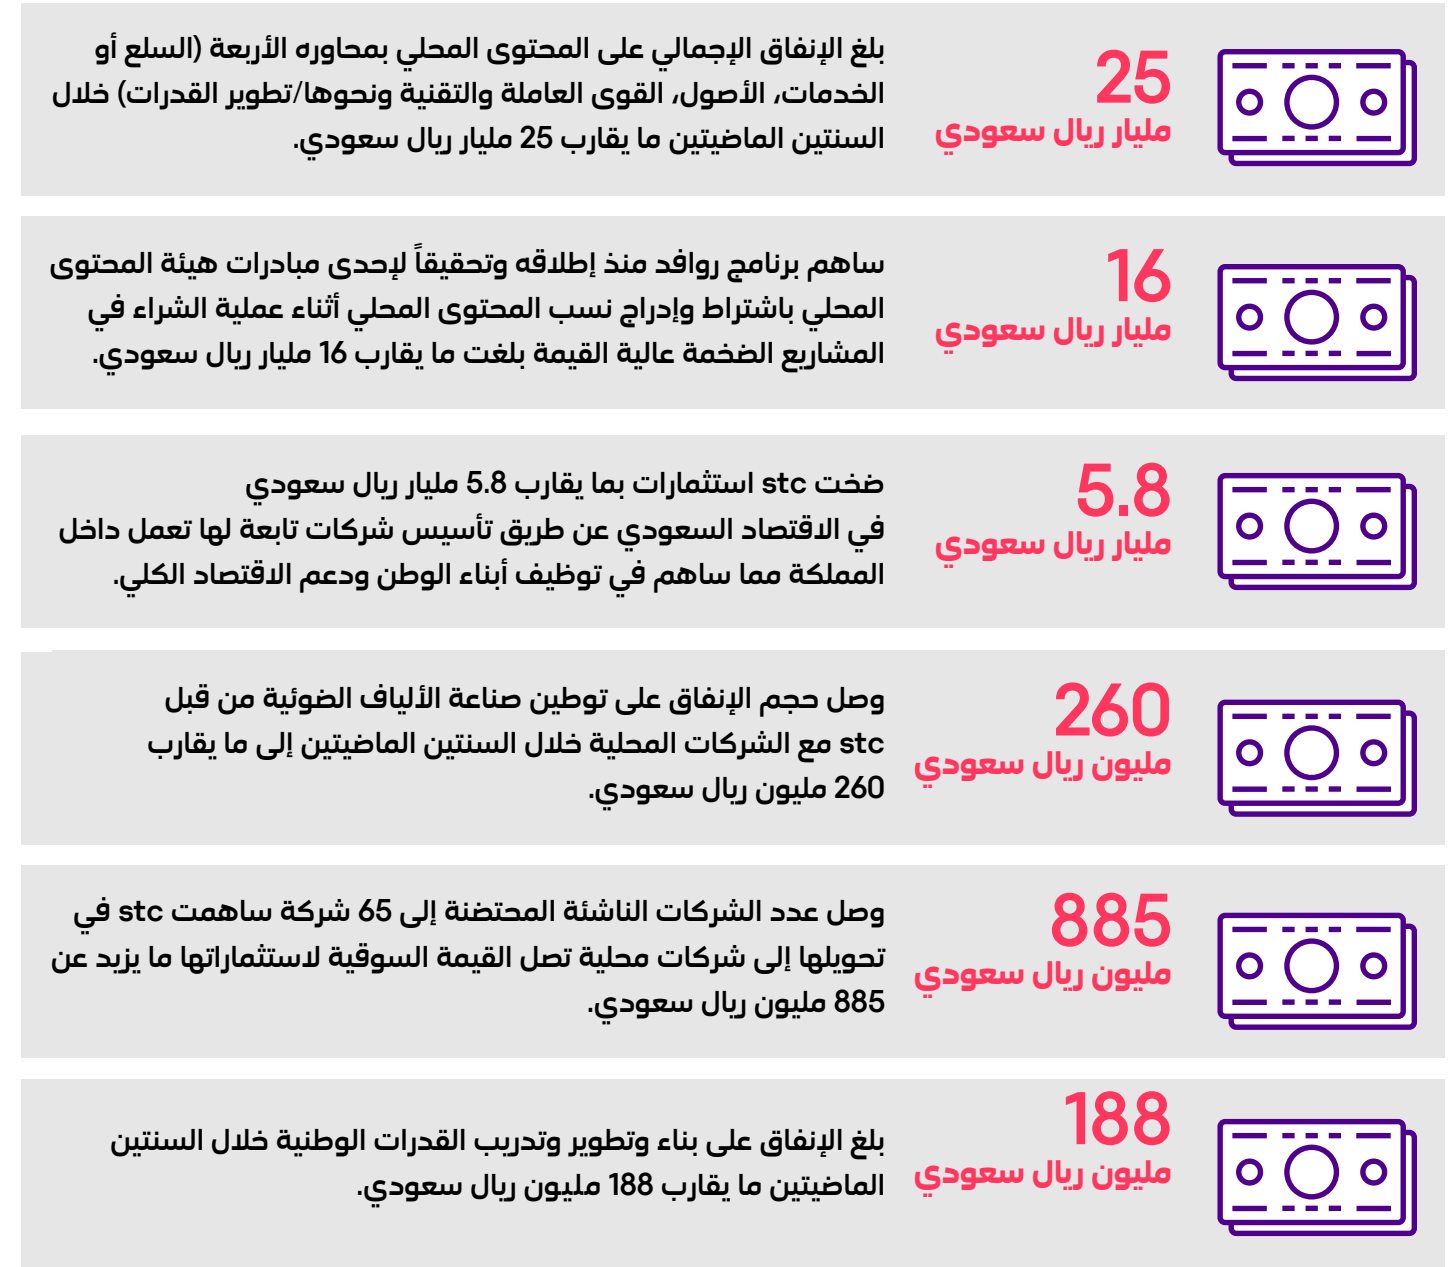 25
مليار ريال سعودي
بلغ الإنفاق الإجمالي على المحتوى المحلي بمحاوره الأربعة (السلع أو
الخدمات، الأصول، القوى العاملة والتقنية ونحوها/تطوير القدرات) خلال
السنتين الماضيتين ما يقارب 25 مليار ريال سعودي.
16
مليار ريال سعودي
ساهم برنامج روافد منذ إطلاقه وتحقيقاً لإحدى مبادرات هيئة المحتوى
المحلي باشتراط وإدراج نسب المحتوى المحلي أثناء عملية الشراء في
المشاريع الضخمة عالية القيمة بلغت ما يقارب 16 مليار ريال سعودي.
5.8
مليار ريال سعودي
ضخت stc استثمارات بما يقارب 5.8 مليار ريال سعودي
في الاقتصاد السعودي عن طريق تأسيس شركات تابعة لها تعمل داخل
المملكة مما ساهم في توظيف أبناء الوطن ودعم الاقتصاد الكلي.
260
مليون ريال سعودي
وصل حجم الإنفاق على توطين صناعة الألياف الضوئية من قبل
stc مع الشركات المحلية خلال السنتين الماضيتين إلى ما يقارب
260 مليون ريال سعودي.
885
مليون ريال سعودي
وصل عدد الشركات الناشئة المحتضنة إلى 65 شركة ساهمت stc في
تحويلها إلى شركات محلية تصل القيمة السوقية لاستثماراتها ما يزيد عن
885 مليون ريال سعودي.
188
مليون ريال سعودي
بلغ الإنفاق على بناء وتطوير وتدريب القدرات الوطنية خلال السنتين
الماضيتين ما يقارب 188 مليون ريال سعودي.